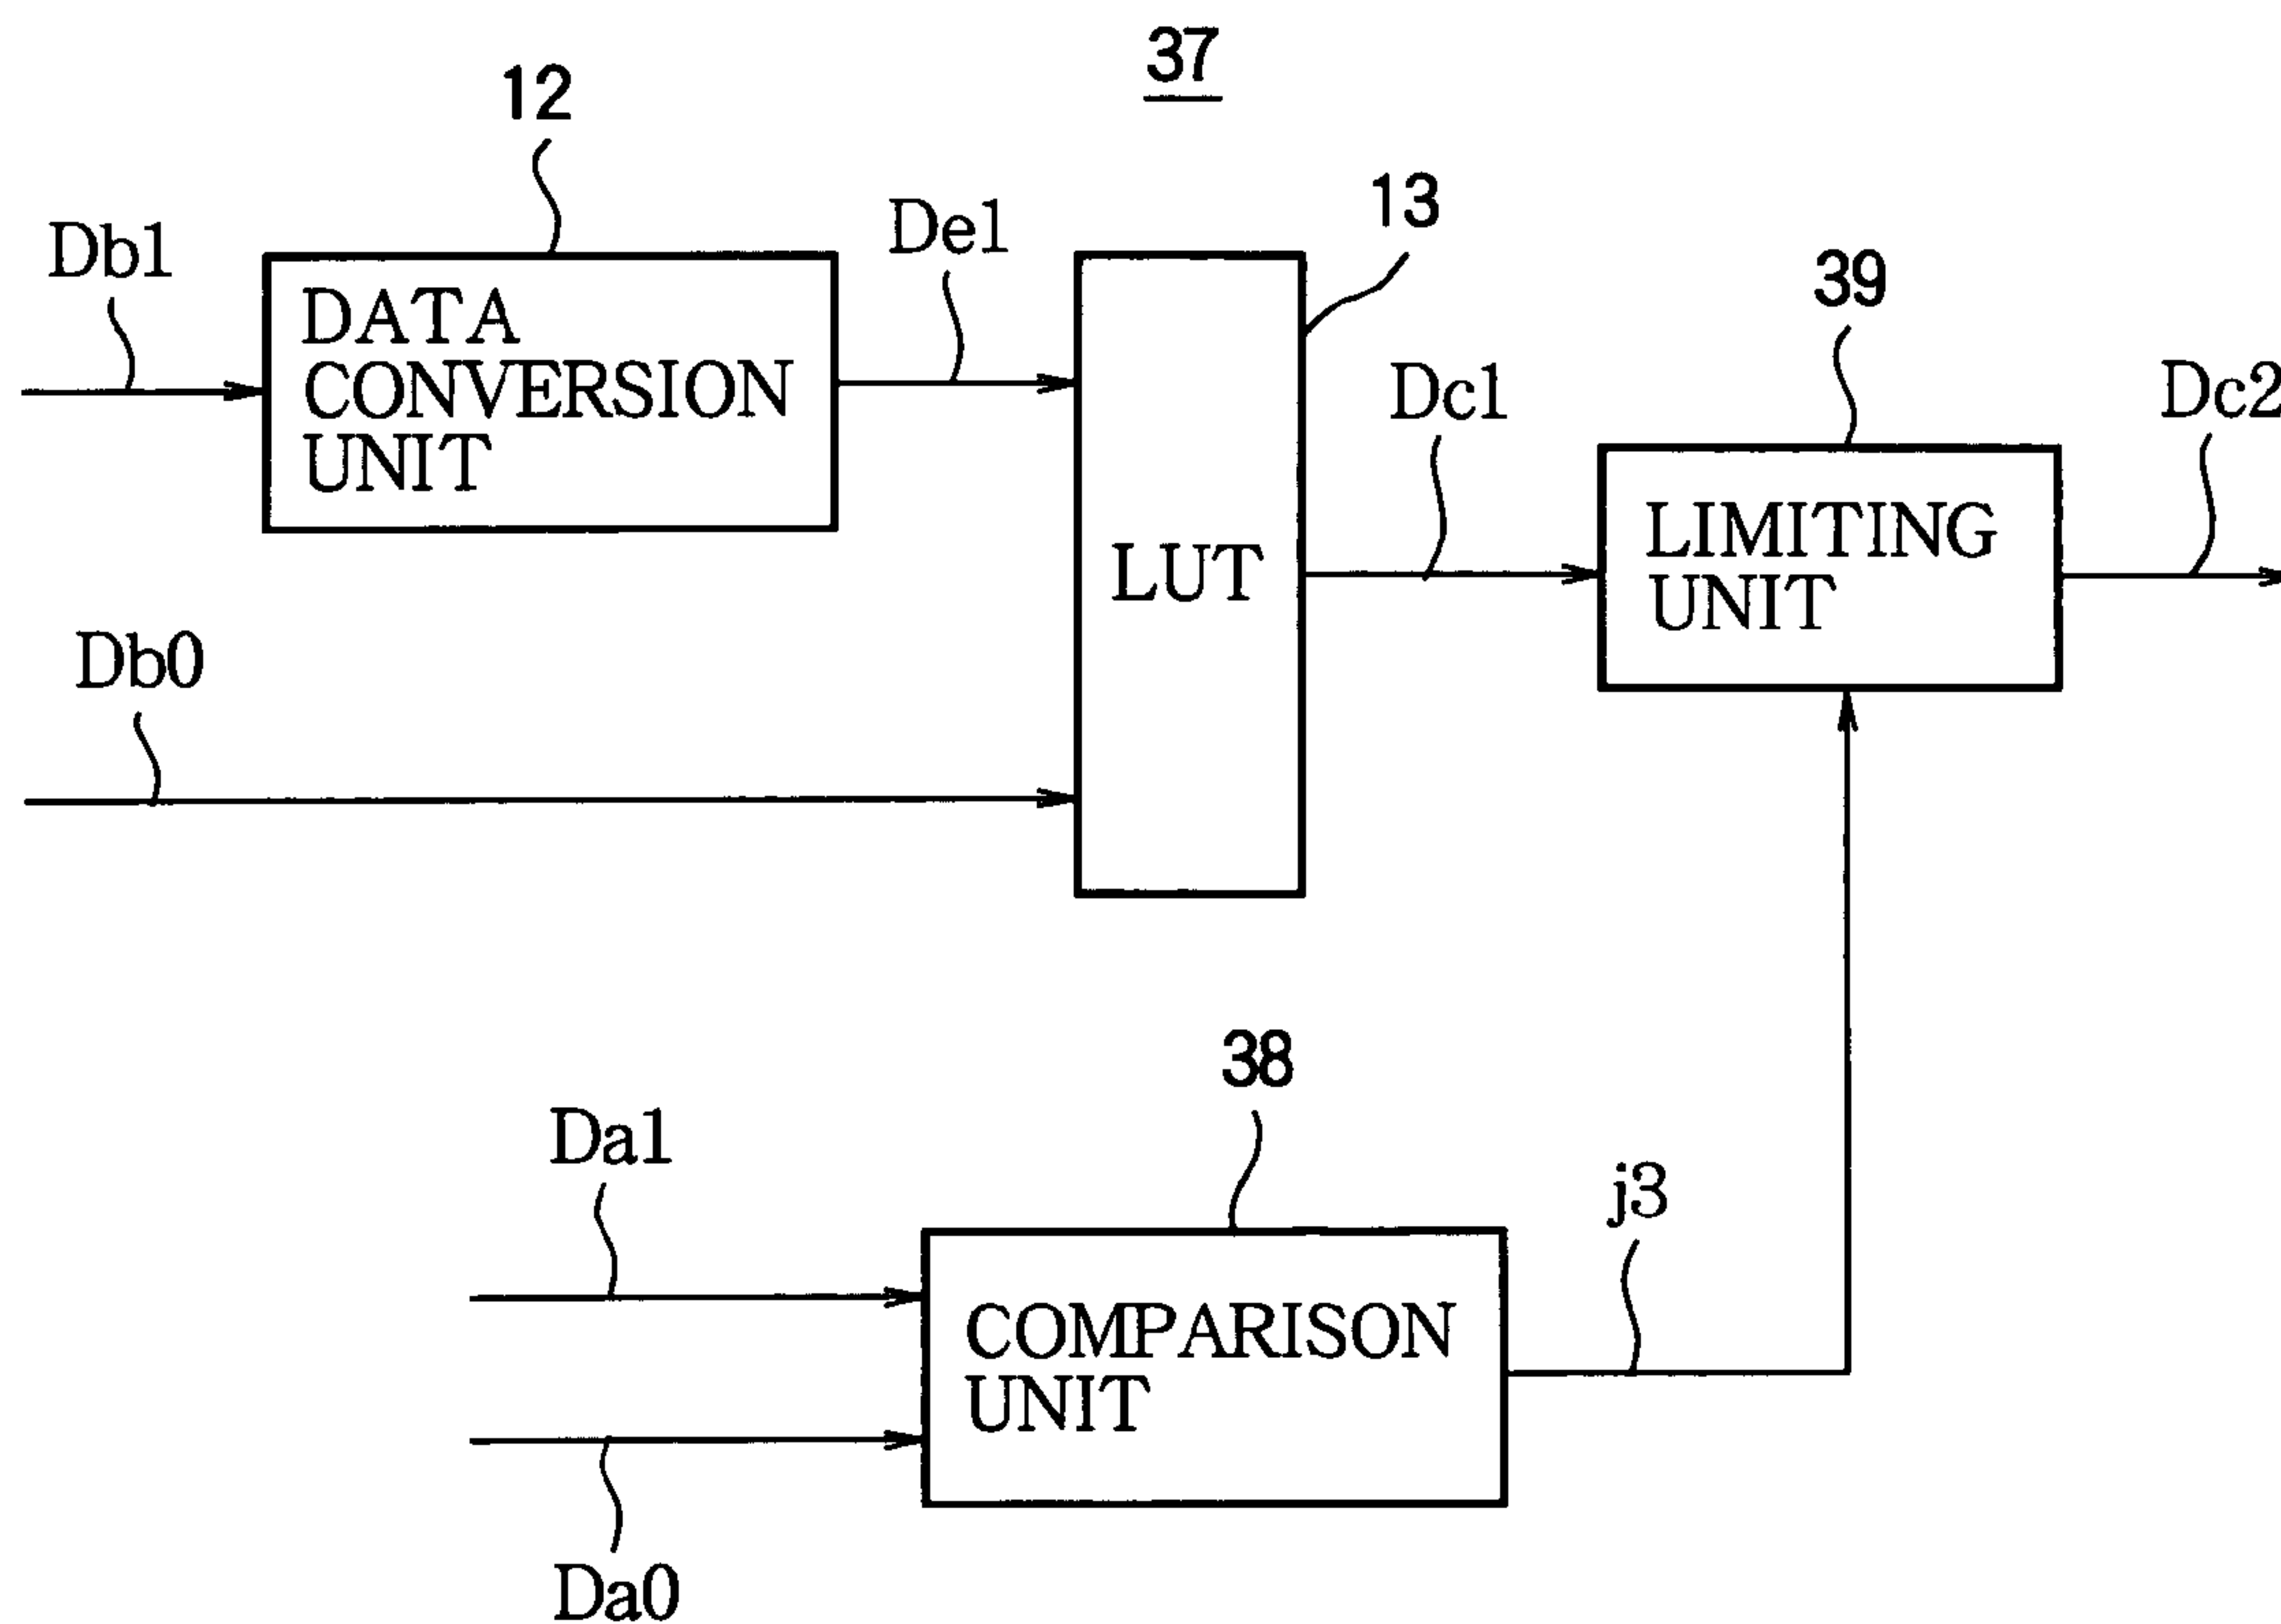 37
12
13
Db1
De1
39
DATA
CONVERSION
UNIT
Dc1
Dc2
LUT
LIMITING
UNIT
Db0
38
Da1
j3
COMPARISON
UNIT
Da0